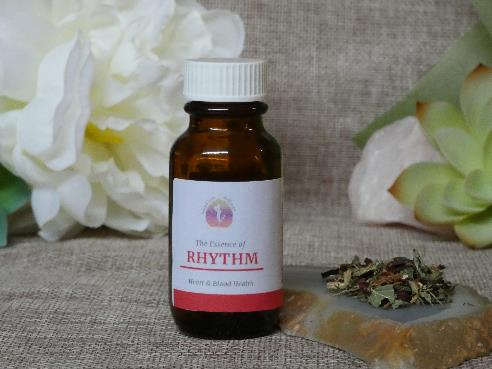 The Essence of
RHYTHM
Heart & Blood Health